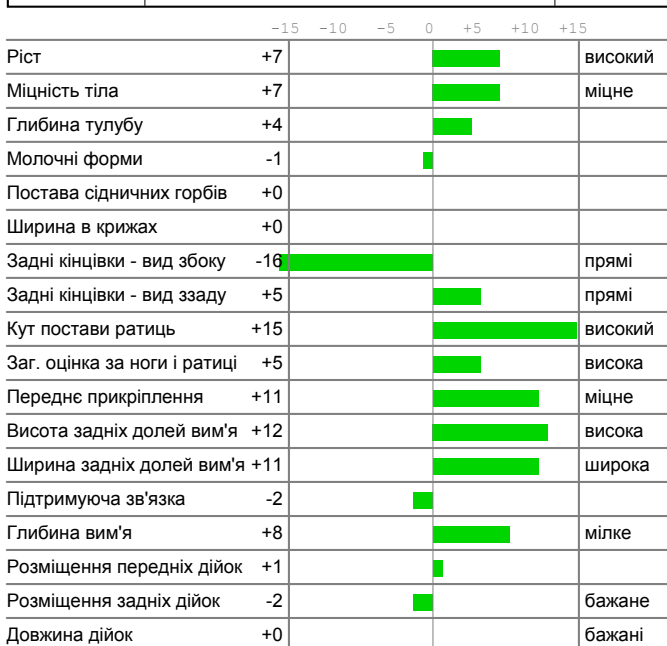 -15 -10 -5 0 +5 +10 +15
Ріст +7 високий
Міцність тіла +7 міцне
Глибина тулубу +4
Молочні форми -1
Постава сідничних горбів +0
Ширина в крижах +0
Задні кінцівки - вид збоку -16 прямі
Задні кінцівки - вид ззаду +5 прямі
Кут постави ратиць +15 високий
Заг. оцінка за ноги і ратиці +5 висока
Переднє прикріплення +11 міцне
Висота задніх долей вим'я +12 висока
Ширина задніх долей вим'я +11 широка
Підтримуюча зв'язка -2
Глибина вим'я +8 мілке
Розміщення передніх дійок +1
Розміщення задніх дійок -2 бажане
Довжина дійок +0 бажані